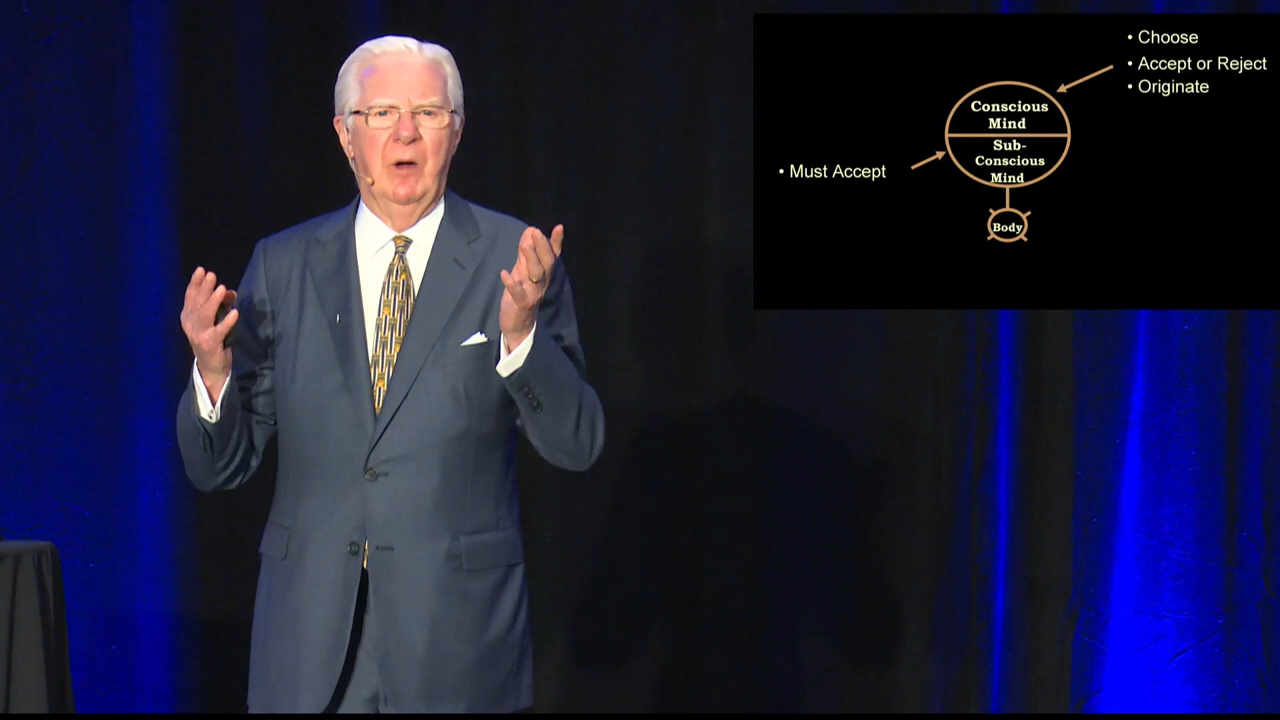 • Choose
• Accept or Reject
• Originate
Conscious
Mind
Sub-
Conscious
Mind
• Must Accept
Body